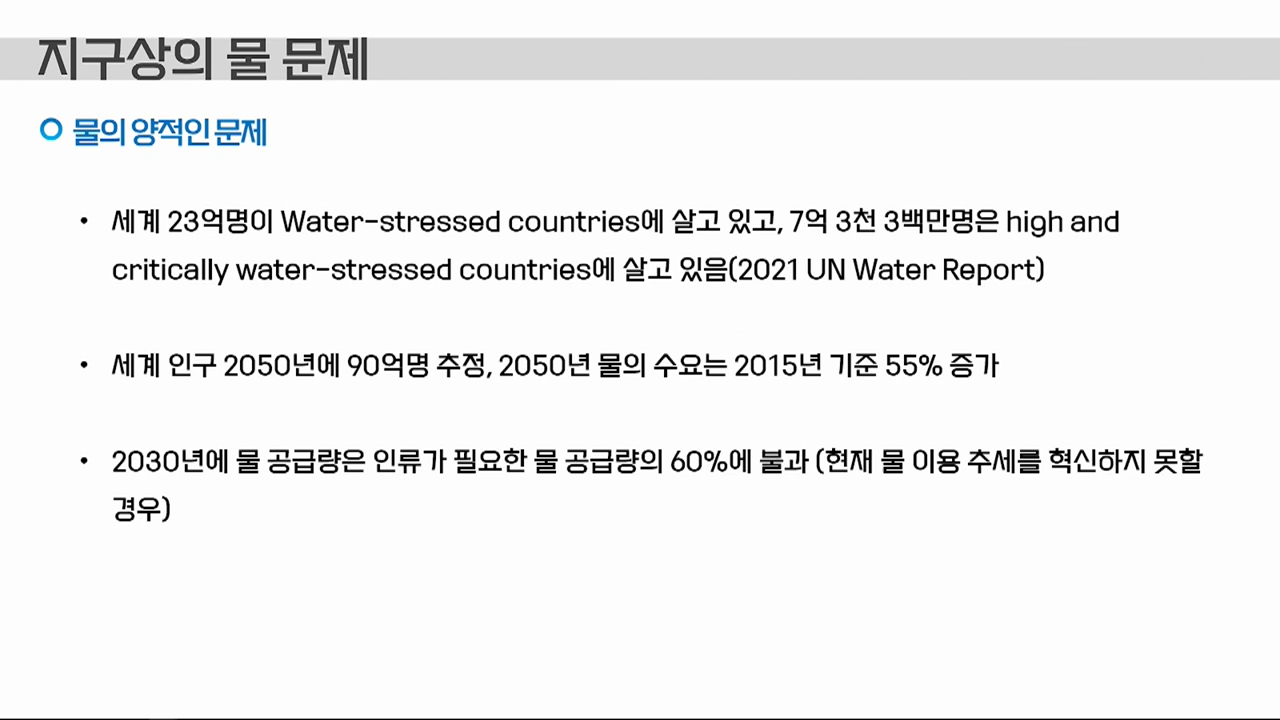 지구상의 물 문제
물의 양적인 문제
• 세계 23억명이 Water-stressed countries에 살고 있고, 7억 3천 3백만명은 high and
critically water-stressed countries에 살고 있음(2021 UN Water Report)
• 세계 인구 2050년에 90억명 추정, 2050년 물의 수요는 2015년 기준 55% 증가
• 2030년에 물 공급량은 인류가 필요한 물 공급량의 60%에 불과 (현재 물 이용 추세를 혁신하지 못할
경우)